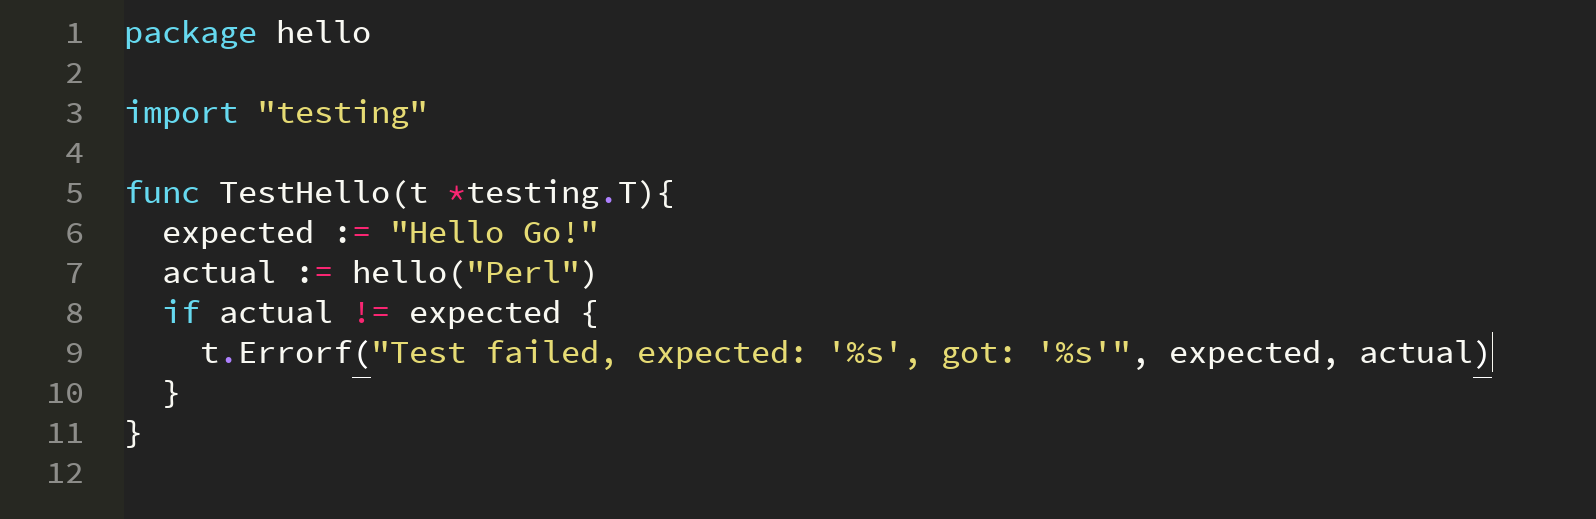 1 package hello
2
3 import "testing"
4
5 func TestHello(t *testing.T){
6   expected := "Hello Go!"
7   actual := hello("Perl")
8   if actual != expected {
9     t.Errorf("Test failed, expected: '%s', got: '%s'", expected, actual)
10   }
11 }
12